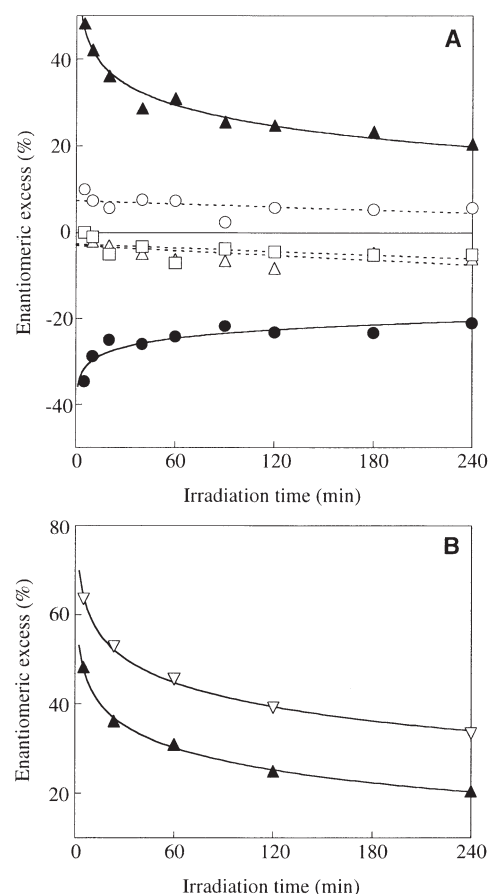 A
Enantiomeric excess (%)
20
0
-20
-40
0 60 120 180 240
Irradiation time (min)
B
Enantiomeric excess (%)
80
60
40
20
0 60 120 180 240
Irradiation time (min)